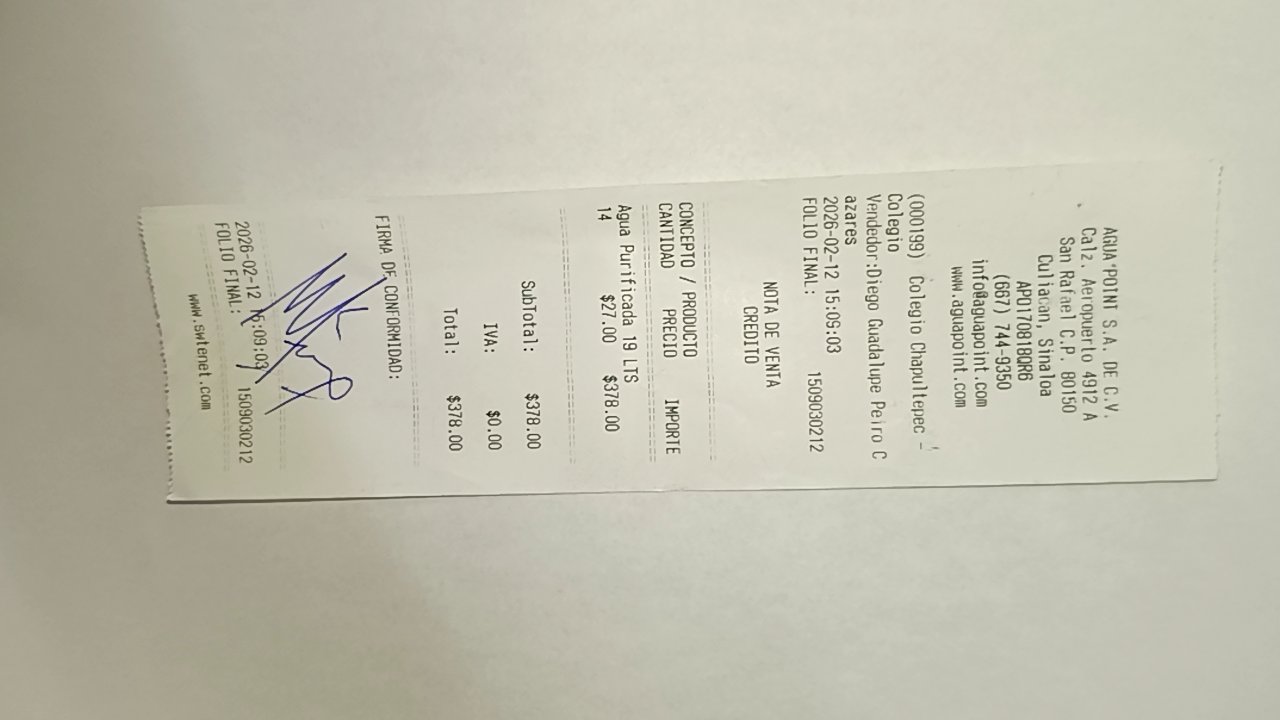 AGUA POINT S.A. DE C.V.
Calz. Aeropuerto 4912 A
San Rafael C.P. 80150
Culiacan, Sinaloa
APO170818QR6
(667) 744-9350
info@aguapoint.com
www.aguapoint.com
(000199) Colegio Chapultepec -
Colegio
Vendedor:Diego Guadalupe Peiro C
azares
2026-02-12 15:09:03
FOLIO FINAL: 1509030212
NOTA DE VENTA
CREDITO
CONCEPTO / PRODUCTO
CANTIDAD PRECIO IMPORTE
Agua Purificada 19 LTS
14 $27.00 $378.00
SubTotal: $378.00
IVA: $0.00
Total: $378.00
FIRMA DE CONFORMIDAD:
2026-02-12 15:09:03
FOLIO FINAL: 1509030212
www.swtenet.com